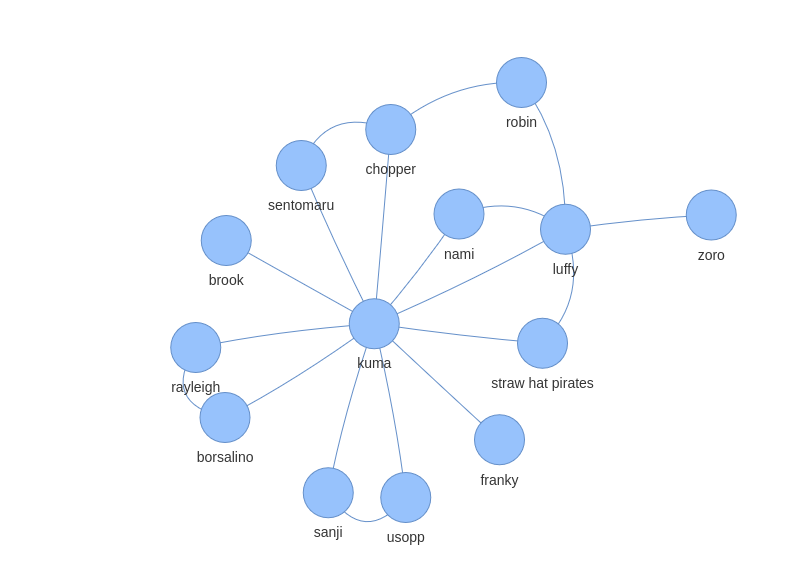 robin
chopper
sentomaru
nami
zoro
luffy
brook
kuma
rayleigh
straw hat pirates
borsalino
franky
sanji
usopp